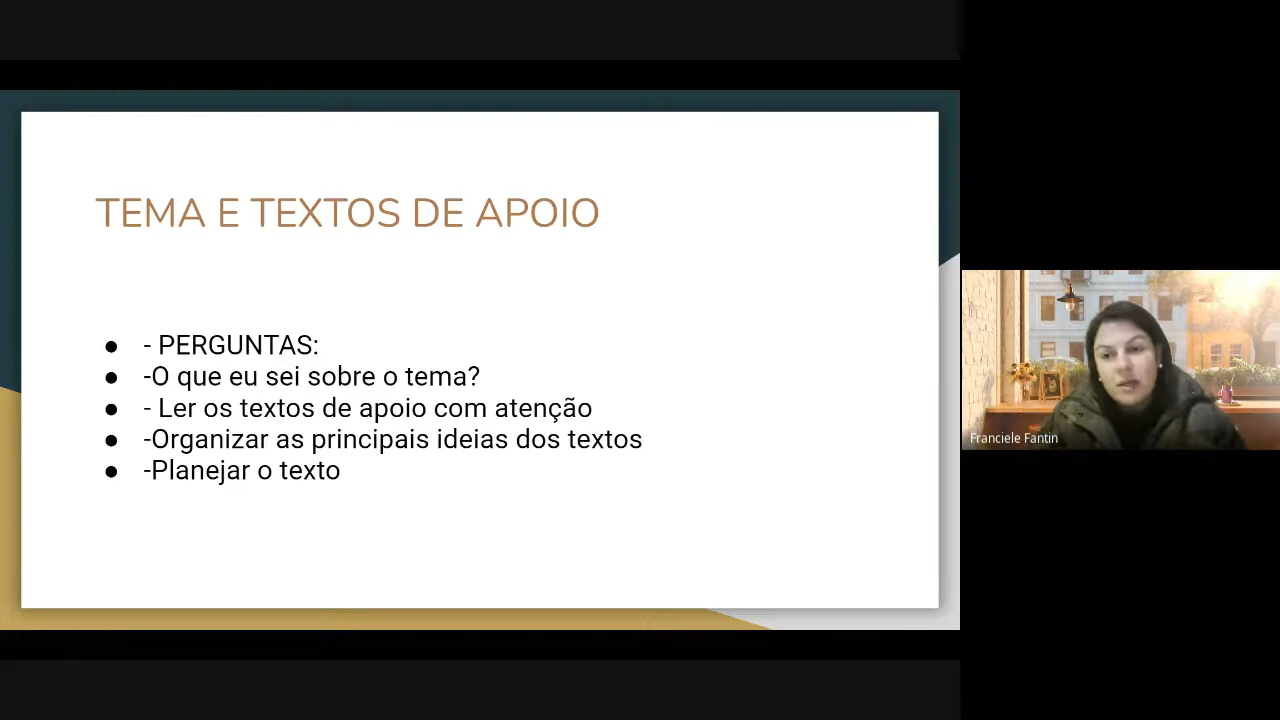 TEMA E TEXTOS DE APOIO
● - PERGUNTAS:
● -O que eu sei sobre o tema?
● - Ler os textos de apoio com atenção
● -Organizar as principais ideias dos textos
● -Planejar o texto
Franciele Fantin